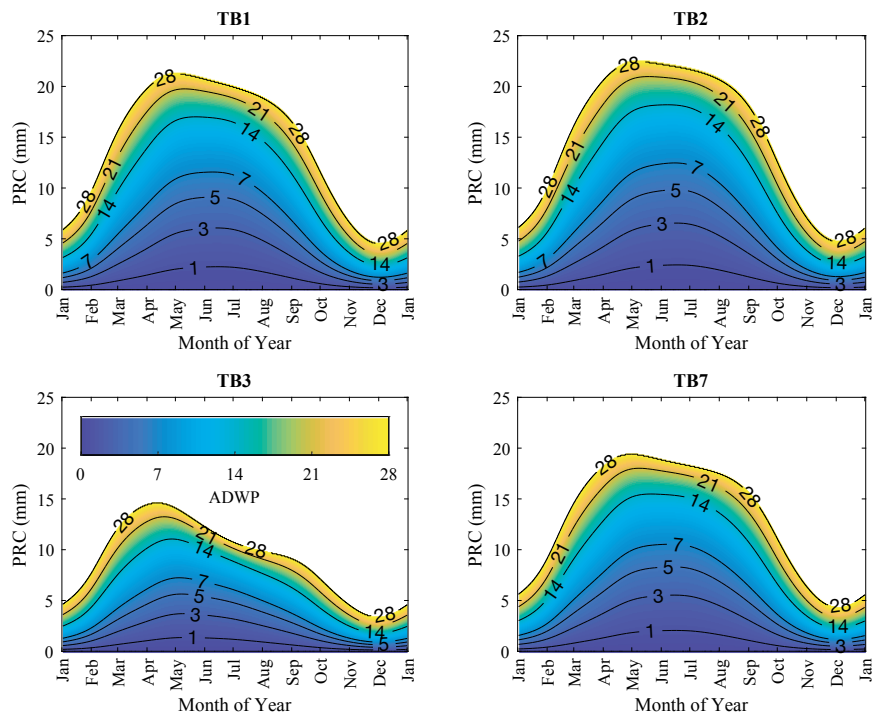 TB1
25
20
15
10
5
0
PRC (mm)
28
21
14
28
28
21
14
28
7
7
5
3
1
28
14
3
Jan
Feb
Mar
Apr
May
Jun
Jul
Aug
Sep
Oct
Nov
Dec
Jan
Month of Year
TB2
25
20
15
10
5
0
PRC (mm)
28
21
14
28
28
21
14
28
7
7
5
3
1
28
14
3
Jan
Feb
Mar
Apr
May
Jun
Jul
Aug
Sep
Oct
Nov
Dec
Jan
Month of Year
TB3
25
20
15
10
5
0
PRC (mm)
0 7 14 21 28
ADWP
28
21
14
28
7
5
3
1
28
14
5
Jan
Feb
Mar
Apr
May
Jun
Jul
Aug
Sep
Oct
Nov
Dec
Jan
Month of Year
TB7
25
20
15
10
5
0
PRC (mm)
28
21
14
28
21
14
7
5
3
1
28
14
3
Jan
Feb
Mar
Apr
May
Jun
Jul
Aug
Sep
Oct
Nov
Dec
Jan
Month of Year